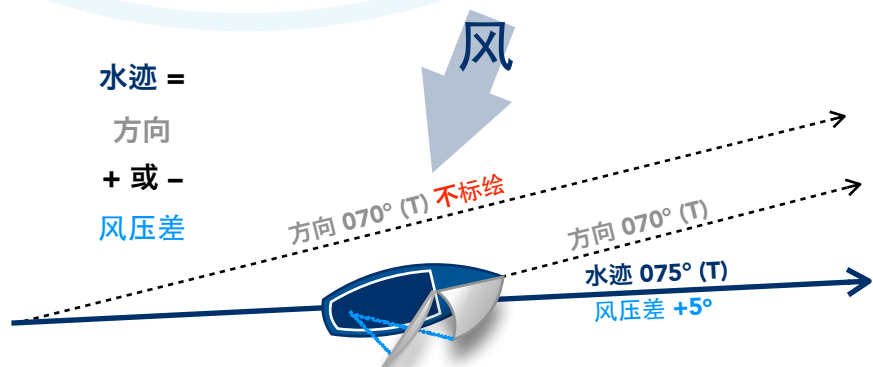 风
水迹 =
方向
+ 或 –
风压差
方向 070° (T) 不标绘
方向 070° (T)
水迹 075° (T)
风压差 +5°